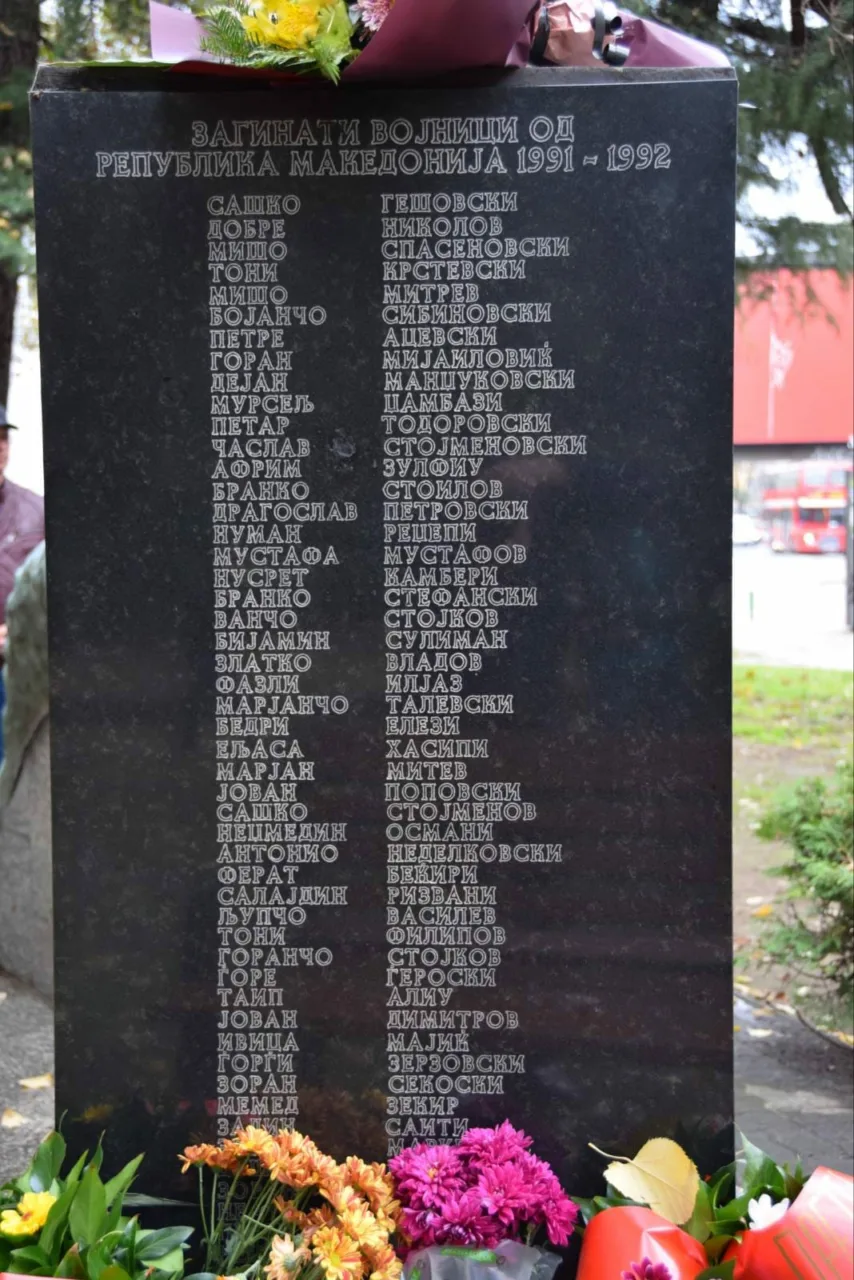 ЗАГИНАТИ ВОЈНИЦИ ОД
РЕПУБЛИКА МАКЕДОНИЈА 1991 - 1992
САШКО ГЕШОВСКИ
ДОБРЕ НИКОЛОВ
МИШО СПАСЕНОВСКИ
ТОНИ КРСТЕВСКИ
МИШО МИТРЕВ
БОЈАНЧО СИБИНОВСКИ
ПЕТРЕ АЦЕВСКИ
ГОРАН МИЈАИЛОВИЌ
ДЕЈАН МАНЏУКОВСКИ
МУРСЕЉ ЏАМБАЗИ
ПЕТАР ТОДОРОВСКИ
ЧАСЛАВ СТОЈМЕНОВСКИ
АФРИМ ЗУЛФИУ
БРАНКО СТОИЛОВ
ДРАГОСЛАВ ПЕТРОВСКИ
НУМАН РЕЏЕПИ
МУСТАФА МУСТАФОВ
НУСРЕТ КАМБЕРИ
БРАНКО СТЕФАНСКИ
ВАНЧО СТОЈКОВ
БИЈАМИН СУЛИМАН
ЗЛАТКО ВЛАДОВ
ФАЗЛИ ИЛЈАЗ
МАРЈАНЧО ТАЛЕВСКИ
БЕДРИ ЕЛЕЗИ
ЕЉАСА ХАСИПИ
МАРЈАН МИТЕВ
ЈОВАН ПОПОВСКИ
САШКО СТОЈМЕНОВ
НЕЏМЕДИН ОСМАНИ
АНТОНИО НЕДЕЛКОВСКИ
ФЕРАТ БЕЌИРИ
САЛАЈДИН РИЗВАНИ
ЉУПЧО ВАСИЛЕВ
ТОНИ ФИЛИПОВ
ГОРАНЧО СТОЈКОВ
ЃОРЕ ГЕРОСКИ
ТАИП АЛИУ
ЈОВАН ДИМИТРОВ
ИВИЦА МАЈИЌ
ЃОРЃИ ЗЕРЗОВСКИ
ЗОРАН СЕКОСКИ
МЕМЕД ЗЕКИР
САИТИ